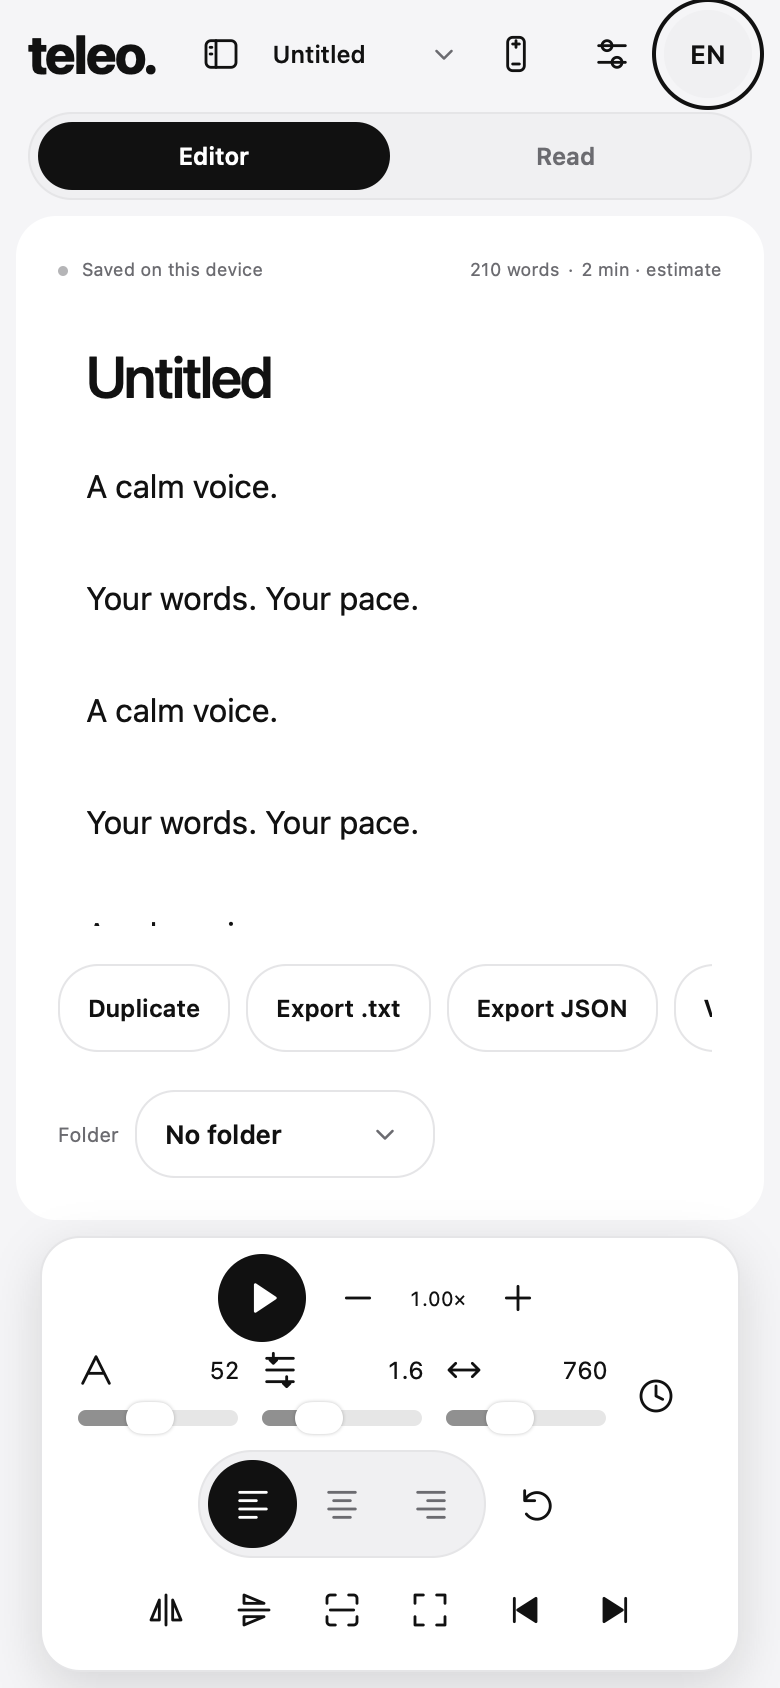 teleo.
Untitled
EN
Editor
Read
Saved on this device
210 words · 2 min · estimate
Untitled
A calm voice.
Your words. Your pace.
A calm voice.
Your words. Your pace.
Duplicate
Export .txt
Export JSON
Folder
No folder
1.00×
52
1.6
760